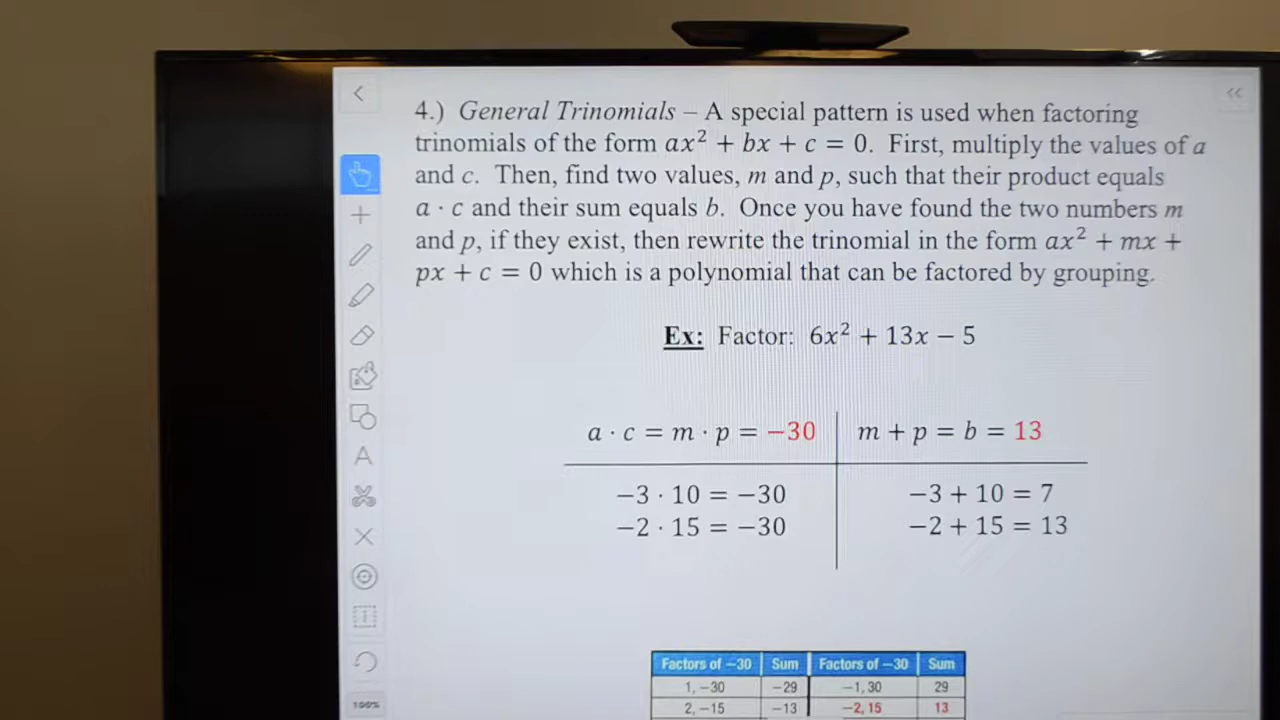 4.) General Trinomials – A special pattern is used when factoring
trinomials of the form ax² + bx + c = 0. First, multiply the values of a
and c. Then, find two values, m and p, such that their product equals
a · c and their sum equals b. Once you have found the two numbers m
and p, if they exist, then rewrite the trinomial in the form ax² + mx +
px + c = 0 which is a polynomial that can be factored by grouping.
Ex: Factor: 6x² + 13x − 5
a · c = m · p = −30 m + p = b = 13
−3 · 10 = −30 −3 + 10 = 7
−2 · 15 = −30 −2 + 15 = 13
Factors of −30 Sum Factors of −30 Sum
1, −30 −29 −1, 30 29
2, −15 −13 −2, 15 13
100%